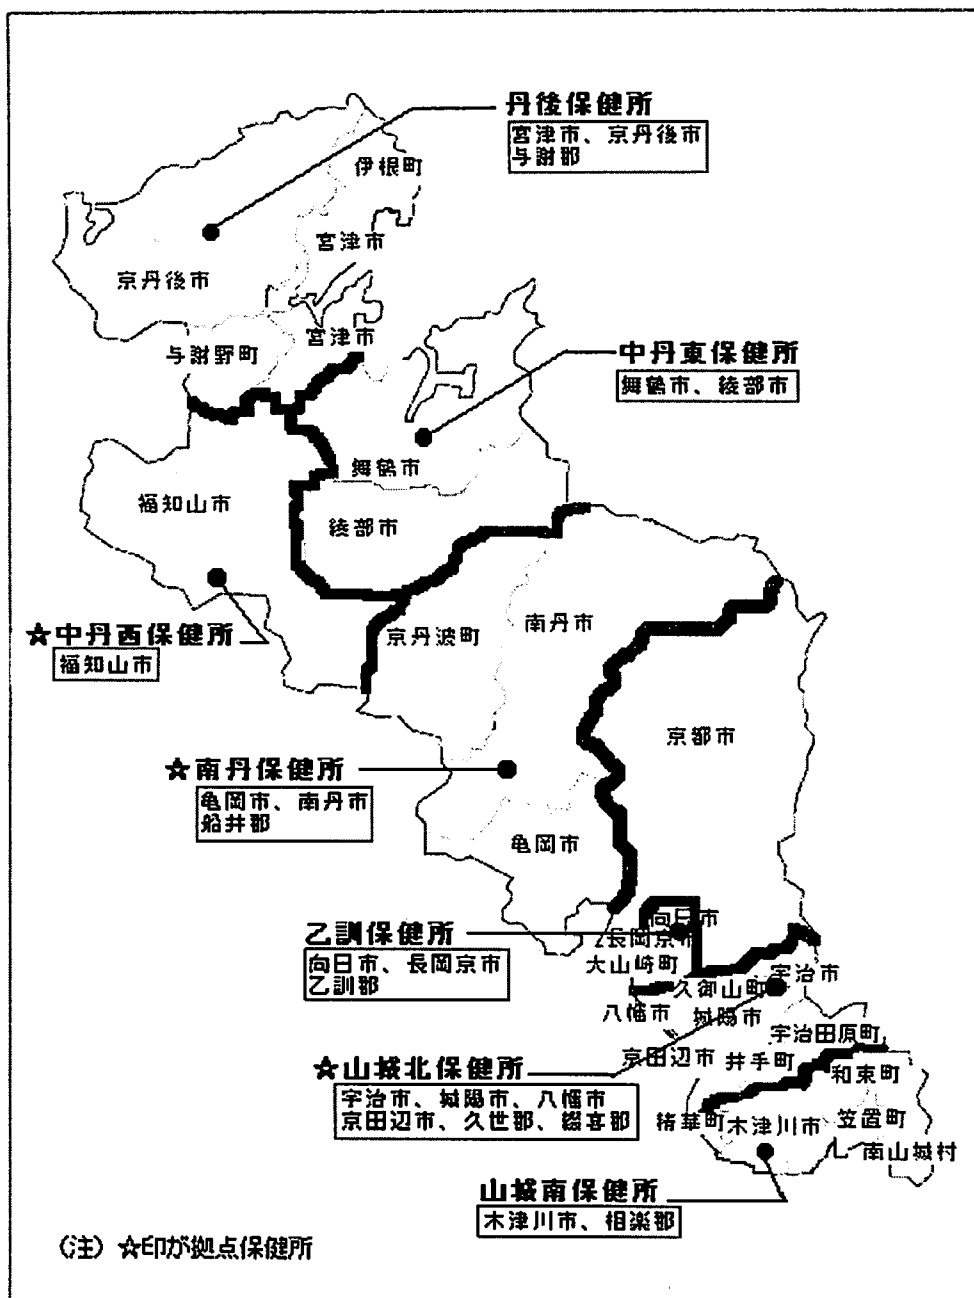 丹後保健所
宮津市、京丹後市
与謝郡
伊根町
宮津市
京丹後市
宮津市
与謝野町
中丹東保健所
舞鶴市、綾部市
舞鶴市
福知山市
綾部市
南丹市
京丹波町
☆中丹西保健所
福知山市
京都市
☆南丹保健所
亀岡市、南丹市
船井郡
亀岡市
向日市
長岡京市
乙訓保健所
向日市、長岡京市
乙訓郡
大山崎町
宇治市
久御山町
八幡市
城陽市
宇治田原町
京田辺市
井手町
☆山城北保健所
宇治市、城陽市、八幡市
京田辺市、久世郡、綴喜郡
和束町
精華町
木津川市
笠置町
南山城村
山城南保健所
木津川市、相楽郡
(注) ☆印が拠点保健所